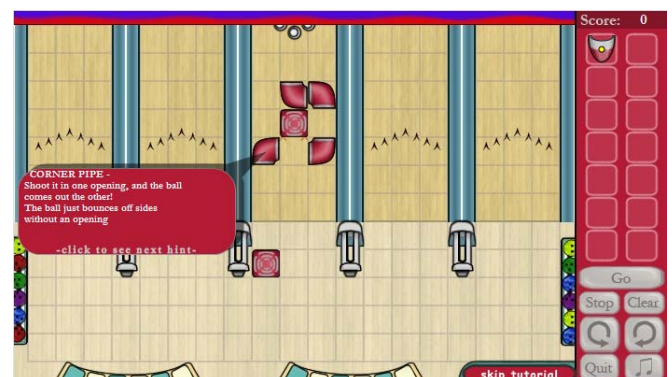 Score: 0
CORNER PIPE -
Shoot it in one opening, and the ball
comes out the other!
The ball just bounces off sides
without an opening
-click to see next hint-
Go
Stop Clear
Quit
skip tutorial